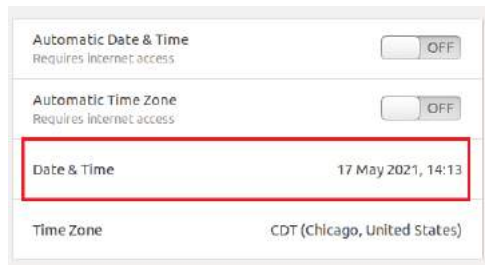 Automatic Date & Time
Requires internet access
OFF
Automatic Time Zone
Requires internet access
OFF
Date & Time
17 May 2021, 14:13
Time Zone
CDT (Chicago, United States)